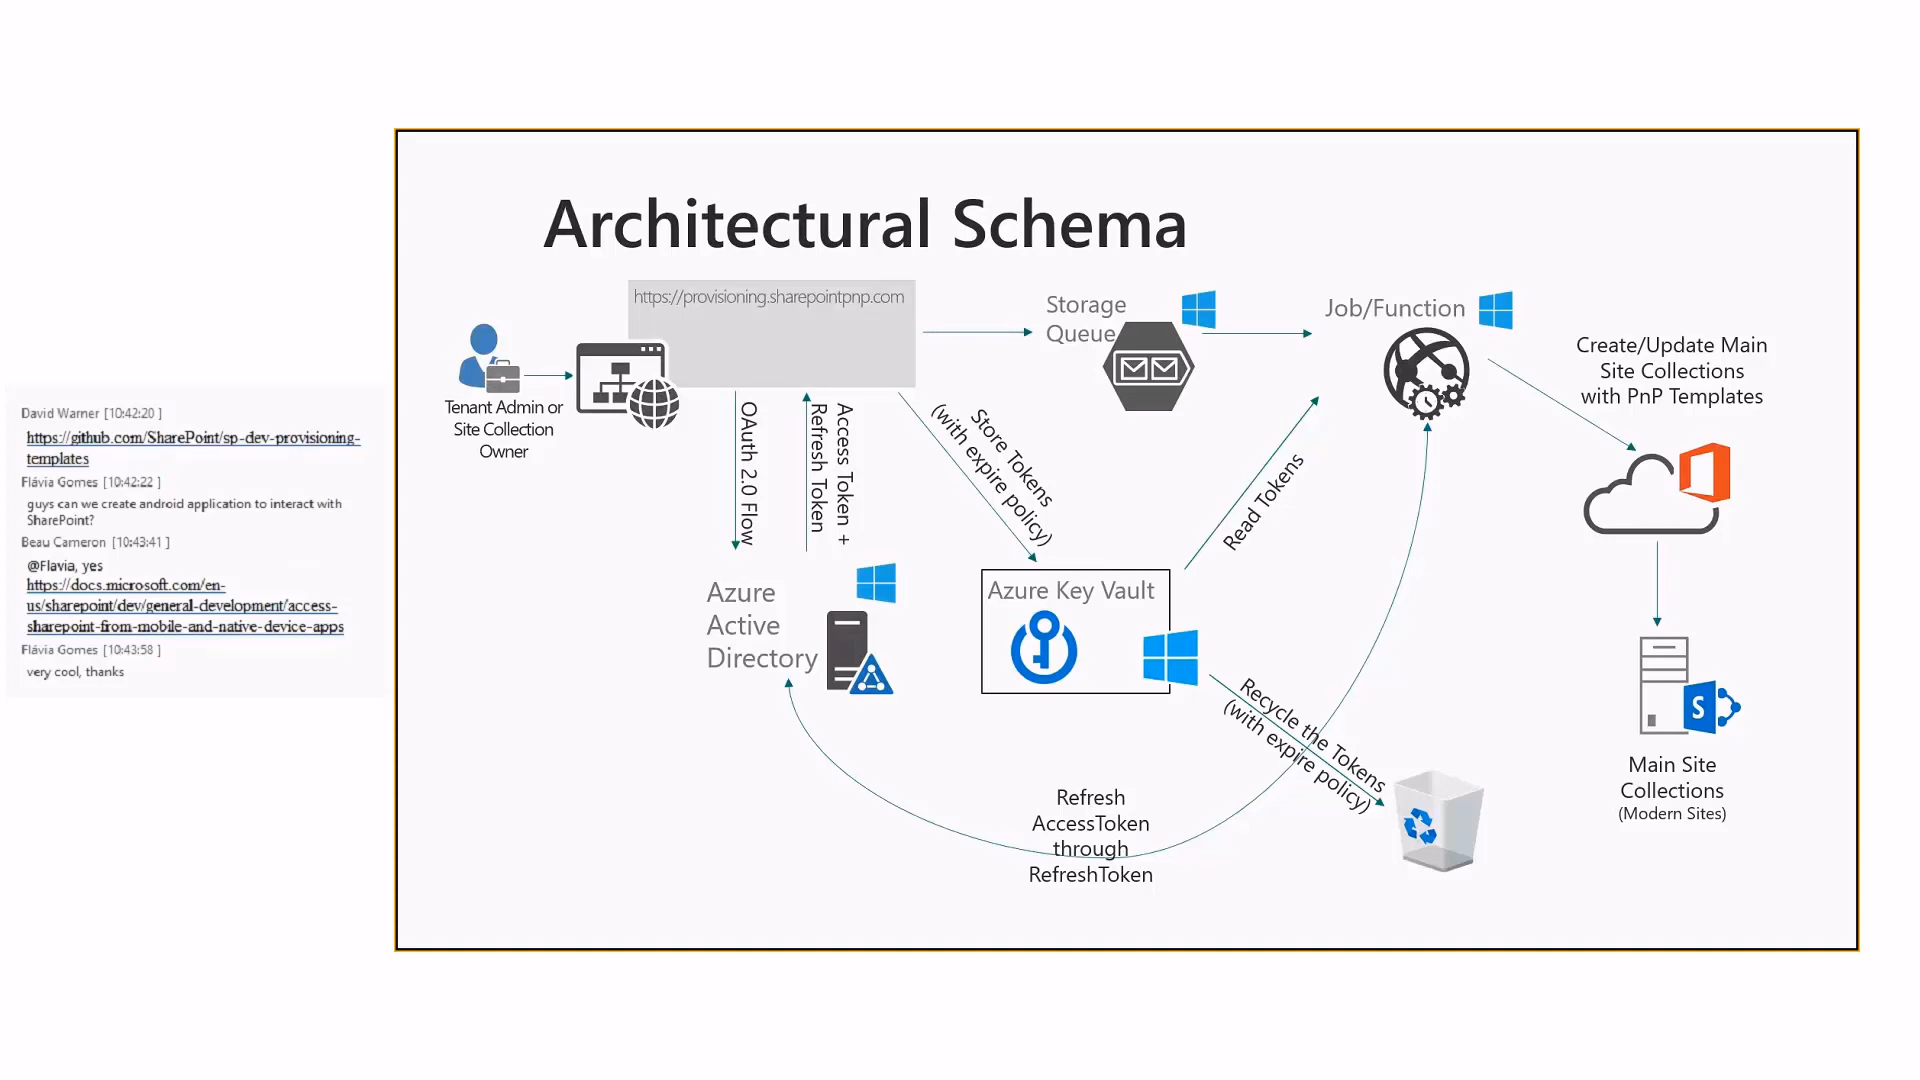 David Warner [10:42:20 ]
https://github.com/SharePoint/sp-dev-provisioning-
templates
Flávia Gomes [10:42:22 ]
guys can we create android application to interact with
SharePoint?
Beau Cameron [10:43:41 ]
@Flavia, yes
https://docs.microsoft.com/en-
us/sharepoint/dev/general-development/access-
sharepoint-from-mobile-and-native-device-apps
Flávia Gomes [10:43:58 ]
very cool, thanks
Architectural Schema
https://provisioning.sharepointpnp.com
Tenant Admin or
Site Collection
Owner
Storage
Queue
Job/Function
Create/Update Main
Site Collections
with PnP Templates
OAuth 2.0 Flow
Access Token +
Refresh Token
Store Tokens
(with expire policy)
Read Tokens
Azure
Active
Directory
Azure Key Vault
Recycle the Tokens
(with expire policy)
Refresh
AccessToken
through
RefreshToken
S
Main Site
Collections
(Modern Sites)